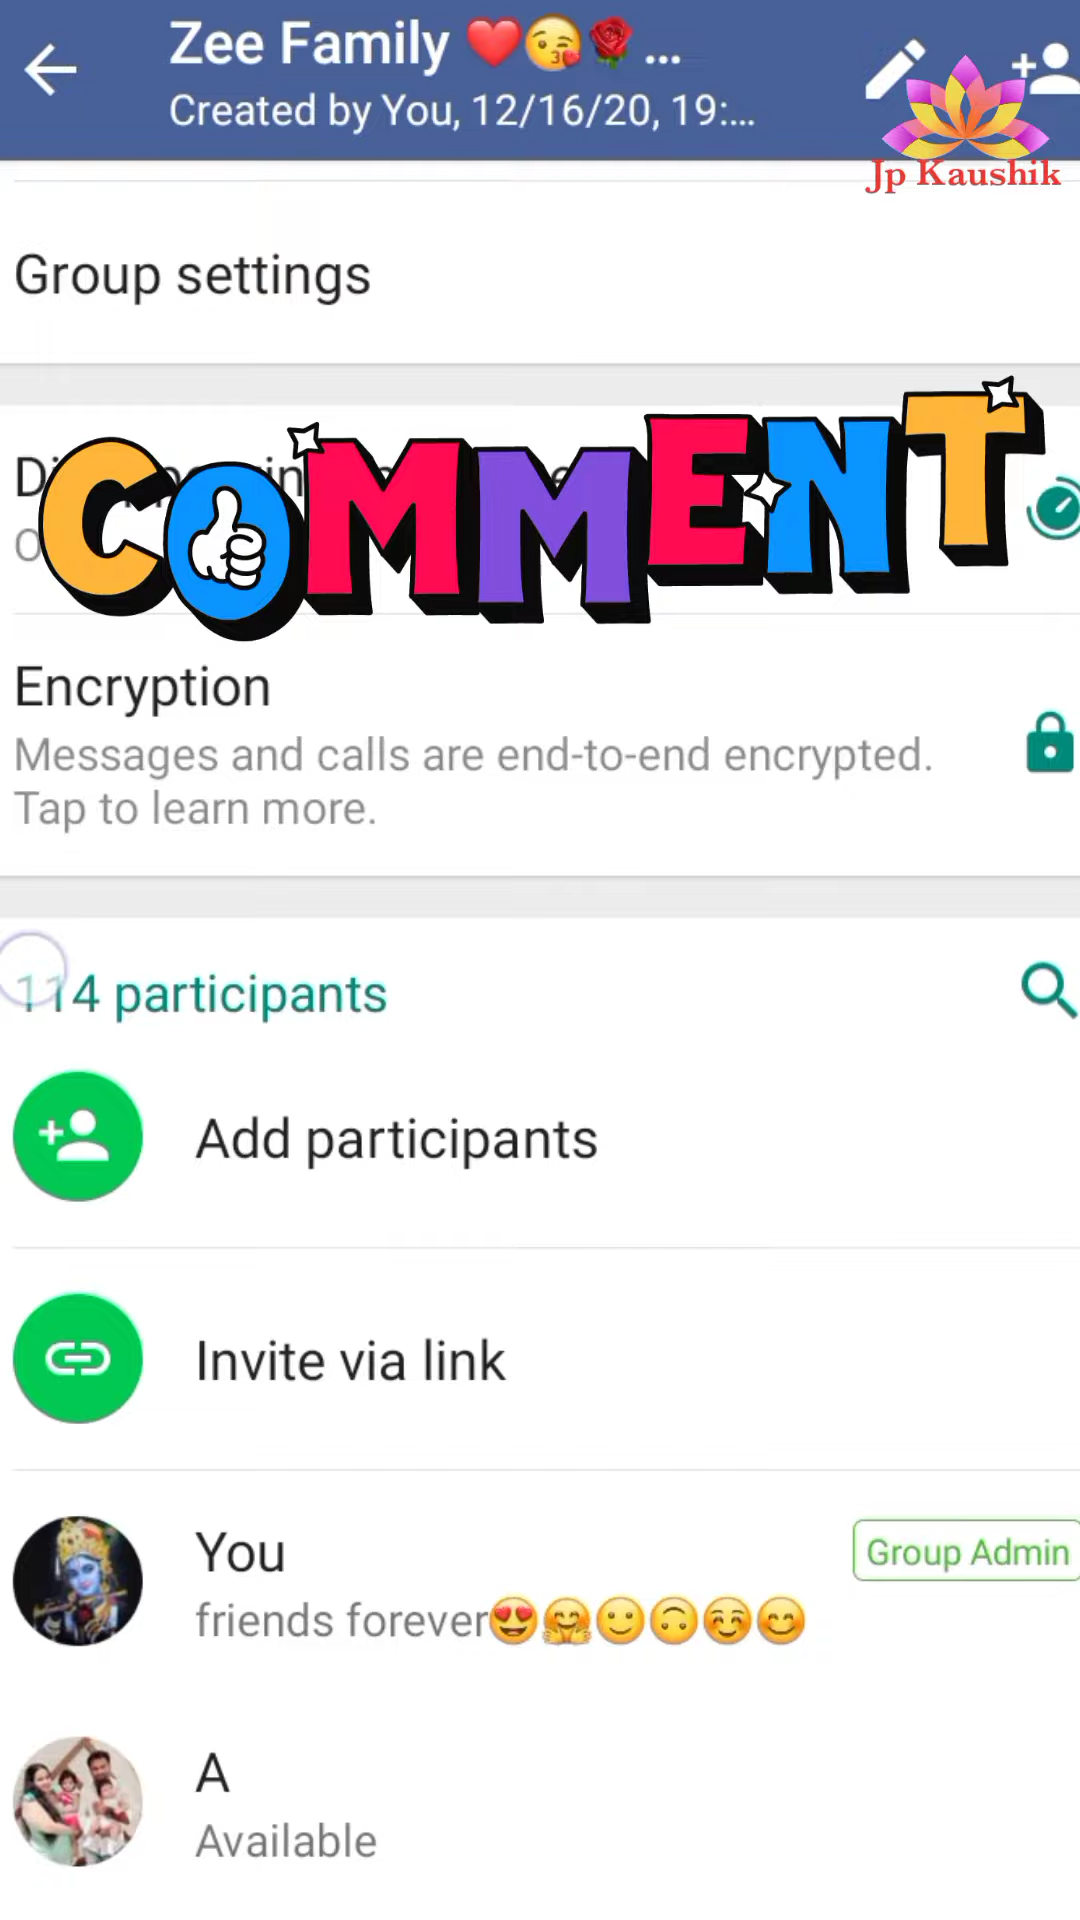 Zee Family ❤️😘🌹 ...
Created by You, 12/16/20, 19:...
Jp Kaushik
Group settings
COMMENT
Encryption
Messages and calls are end-to-end encrypted.
Tap to learn more.
114 participants
Add participants
Invite via link
You
Group Admin
friends forever😍🤗🙂🙃☺️😊
A
Available